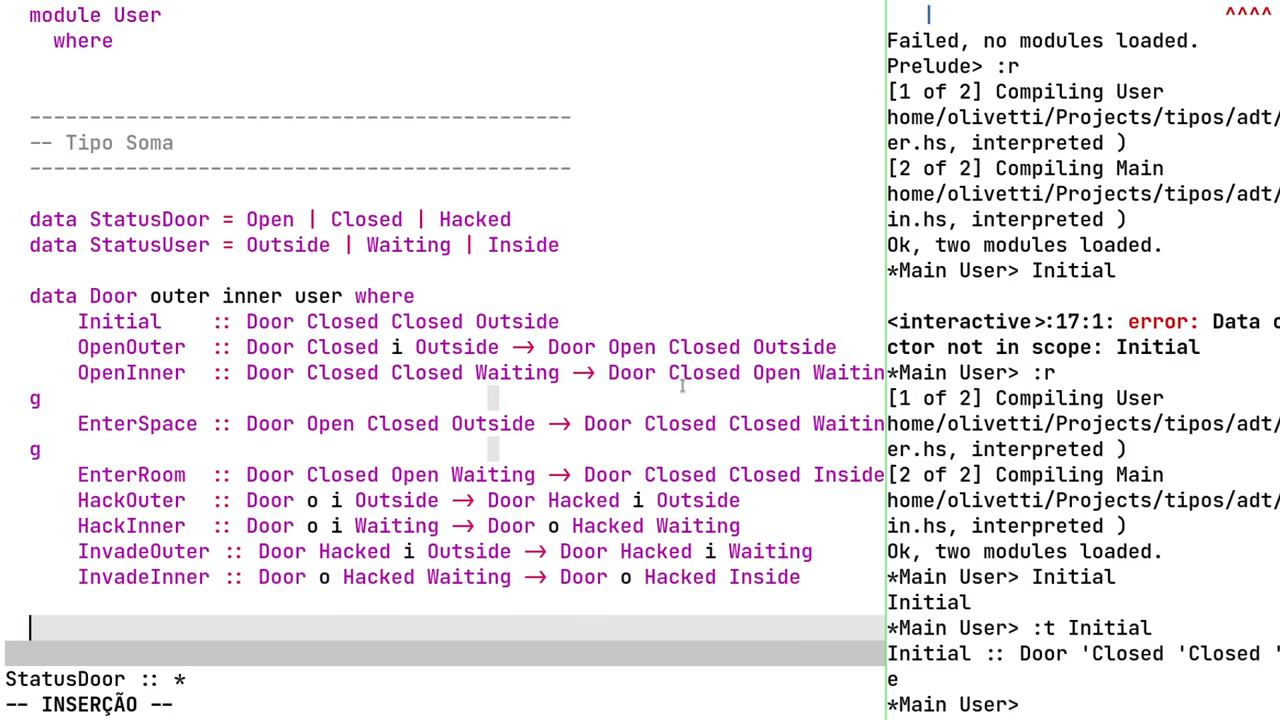 module User
  where
---------------------------------------------
-- Tipo Soma
---------------------------------------------
data StatusDoor = Open | Closed | Hacked
data StatusUser = Outside | Waiting | Inside
data Door outer inner user where
    Initial    :: Door Closed Closed Outside
    OpenOuter  :: Door Closed i Outside -> Door Open Closed Outside
    OpenInner  :: Door Closed Closed Waiting -> Door Closed Open Waitin
g
    EnterSpace :: Door Open Closed Outside -> Door Closed Closed Waitin
g
    EnterRoom  :: Door Closed Open Waiting -> Door Closed Closed Inside
    HackOuter  :: Door o i Outside -> Door Hacked i Outside
    HackInner  :: Door o i Waiting -> Door o Hacked Waiting
    InvadeOuter :: Door Hacked i Outside -> Door Hacked i Waiting
    InvadeInner :: Door o Hacked Waiting -> Door o Hacked Inside
StatusDoor :: *
-- INSERÇÃO --
   |                         ^^^^
Failed, no modules loaded.
Prelude> :r
[1 of 2] Compiling User
home/olivetti/Projects/tipos/adt/
er.hs, interpreted )
[2 of 2] Compiling Main
home/olivetti/Projects/tipos/adt/
in.hs, interpreted )
Ok, two modules loaded.
*Main User> Initial
<interactive>:17:1: error: Data c
ctor not in scope: Initial
*Main User> :r
[1 of 2] Compiling User
home/olivetti/Projects/tipos/adt/
er.hs, interpreted )
[2 of 2] Compiling Main
home/olivetti/Projects/tipos/adt/
in.hs, interpreted )
Ok, two modules loaded.
*Main User> Initial
Initial
*Main User> :t Initial
Initial :: Door 'Closed 'Closed '
e
*Main User>